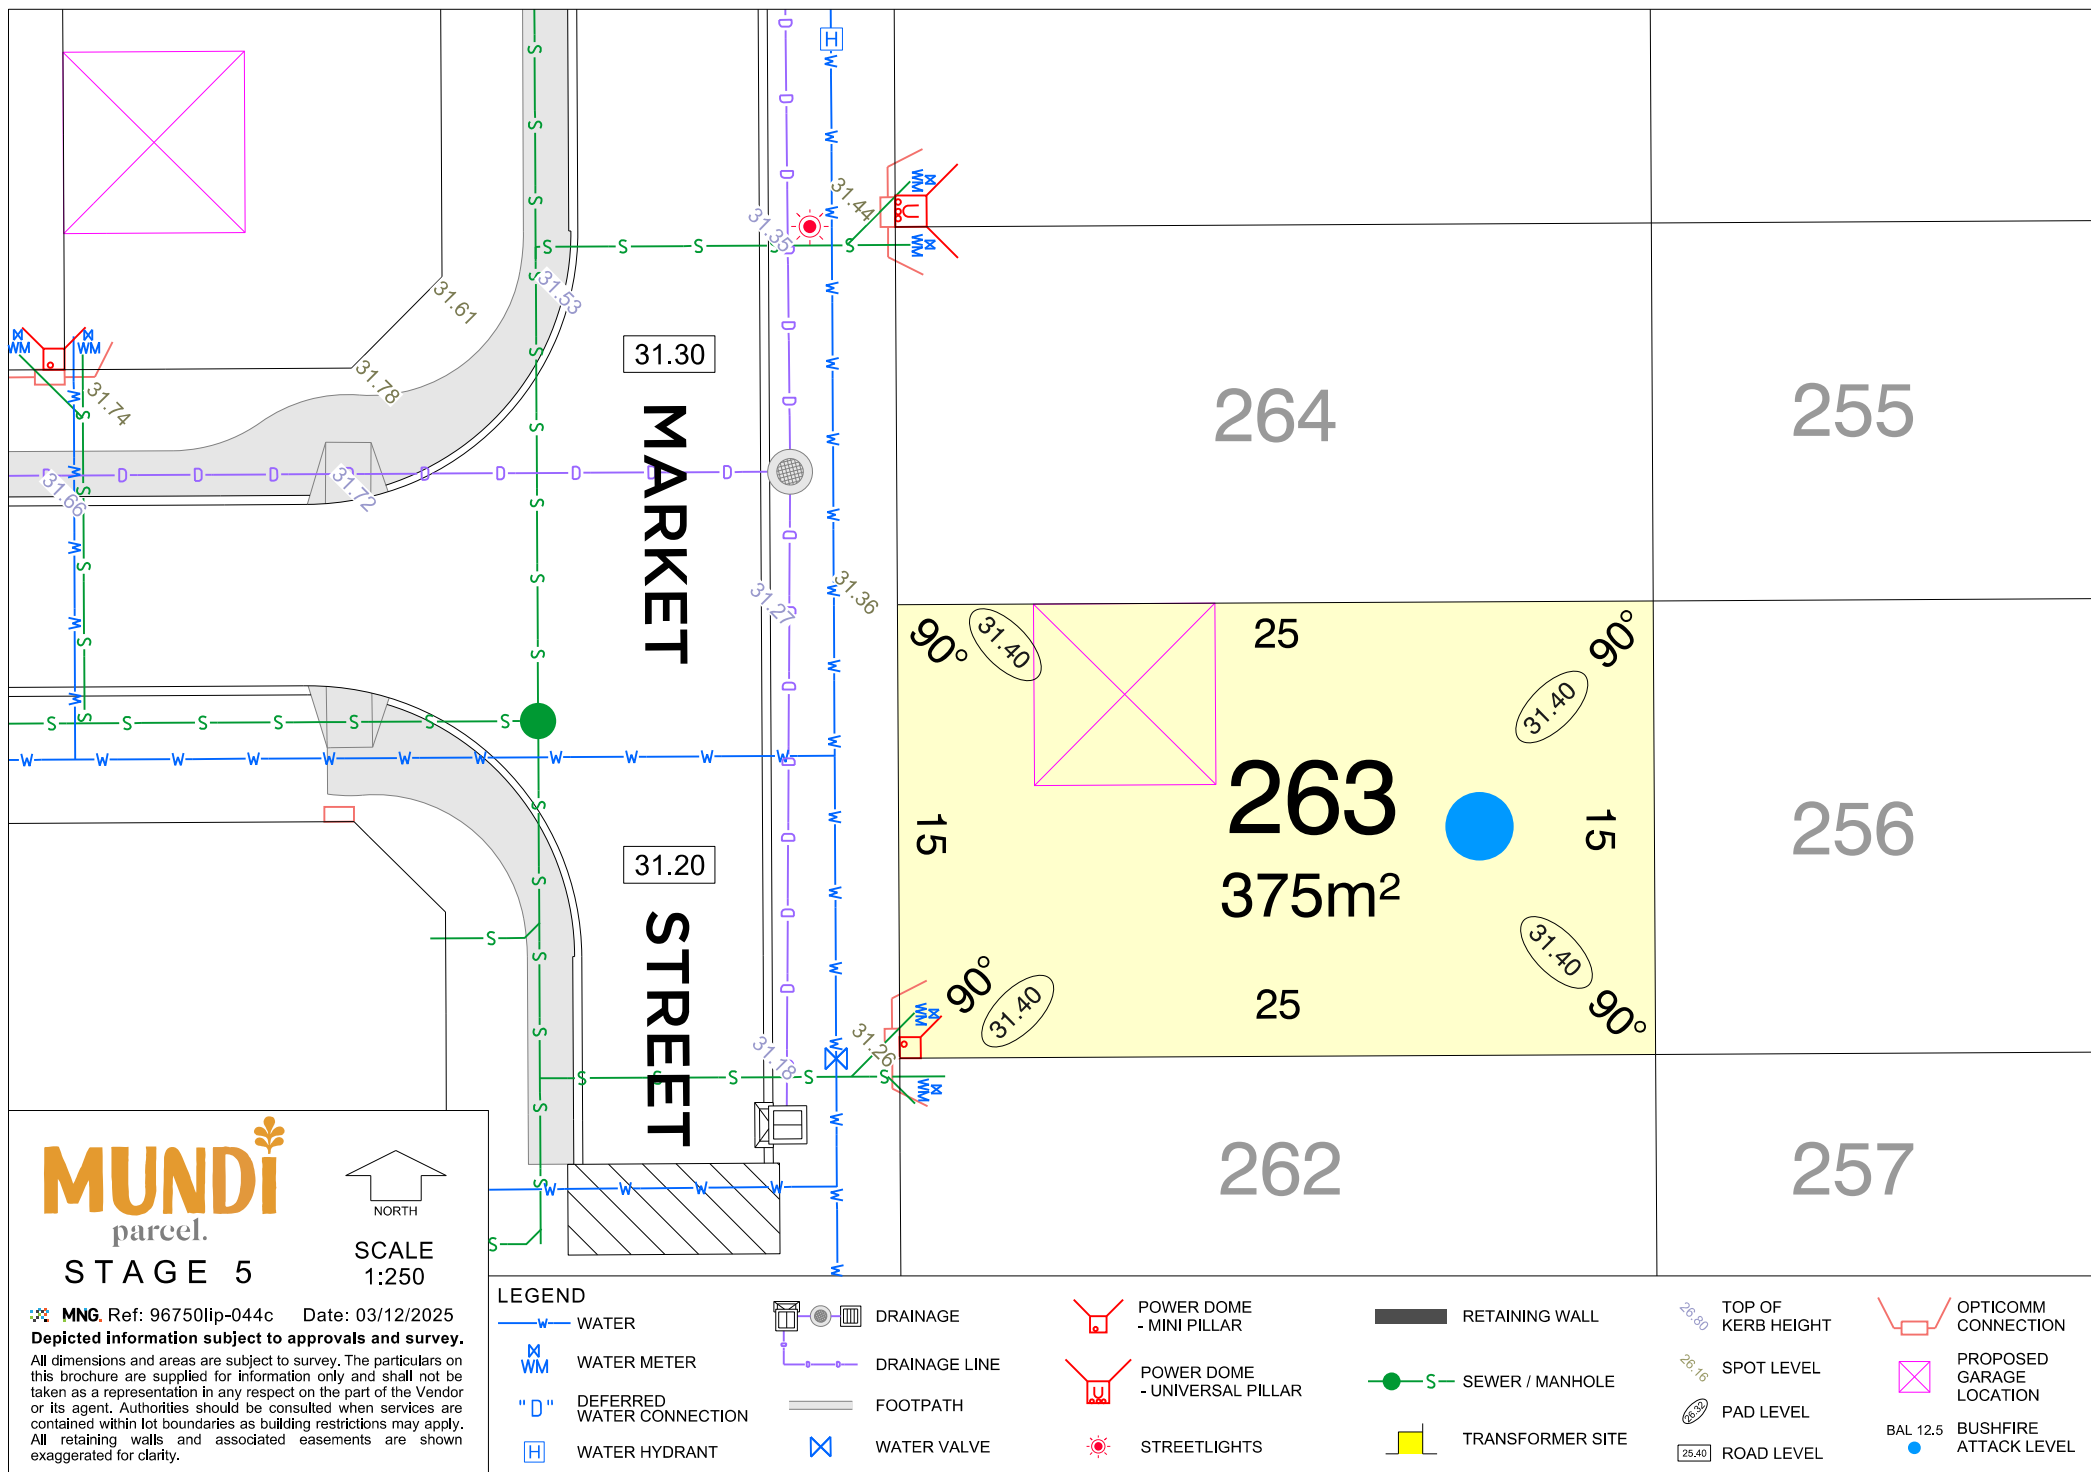 H
31.44
31.35
31.53
31.61
31.30
31.78
31.74
31.66
31.72
MARKET
STREET
264
255
31.27
31.36
90°
31.40
25
90°
31.40
263
375m²
15
15
256
31.20
90°
31.40
25
31.40
90°
31.18
31.26
262
257
MUNDI
parcel.
STAGE 5
NORTH
SCALE
1:250
MNG. Ref: 96750lip-044c Date: 03/12/2025
Depicted information subject to approvals and survey.
All dimensions and areas are subject to survey. The particulars on
this brochure are supplied for information only and shall not be
taken as a representation in any respect on the part of the Vendor
or its agent. Authorities should be consulted when services are
contained within lot boundaries as building restrictions may apply.
All retaining walls and associated easements are shown
exaggerated for clarity.
LEGEND
W WATER
WM WATER METER
"D" DEFERRED
WATER CONNECTION
H WATER HYDRANT
DRAINAGE
D D DRAINAGE LINE
FOOTPATH
WATER VALVE
POWER DOME
- MINI PILLAR
U POWER DOME
- UNIVERSAL PILLAR
STREETLIGHTS
RETAINING WALL
S SEWER / MANHOLE
TRANSFORMER SITE
26.80 TOP OF
KERB HEIGHT
26.16 SPOT LEVEL
26.32 PAD LEVEL
25.40 ROAD LEVEL
OPTICOMM
CONNECTION
PROPOSED
GARAGE
LOCATION
BAL 12.5 BUSHFIRE
ATTACK LEVEL